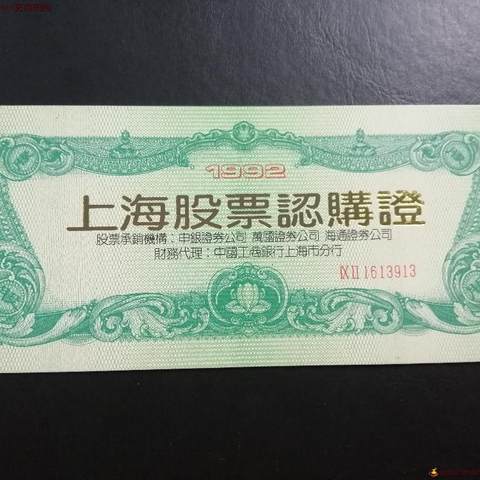 1992
上海股票認購證
股票承銷機構：申銀證券公司 萬國證券公司 海通證券公司
財務代理：中國工商銀行上海市分行
IXII 1613913